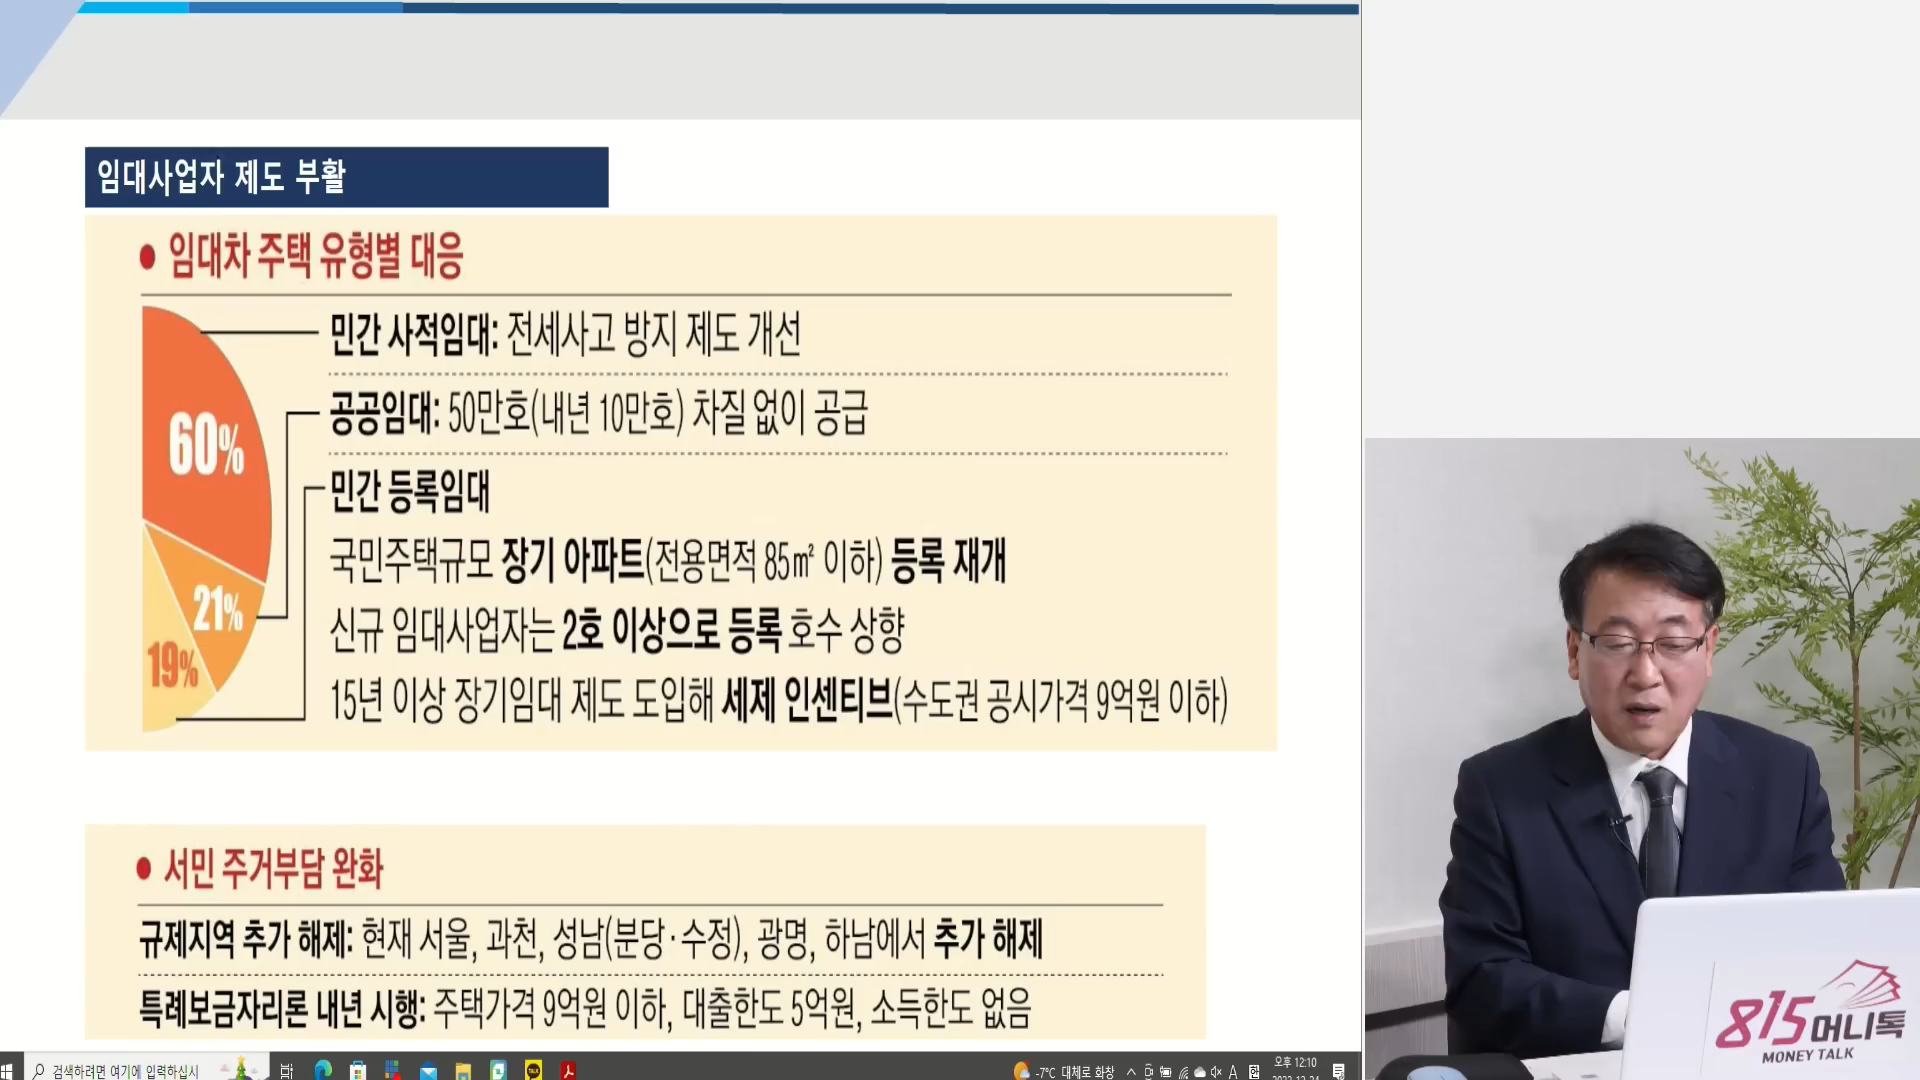 임대사업자 제도 부활
• 임대차 주택 유형별 대응
민간 사적임대: 전세사고 방지 제도 개선
공공임대: 50만호(내년 10만호) 차질 없이 공급
민간 등록임대
국민주택규모 장기 아파트(전용면적 85㎡ 이하) 등록 재개
신규 임대사업자는 2호 이상으로 등록 호수 상향
15년 이상 장기임대 제도 도입해 세제 인센티브(수도권 공시가격 9억원 이하)
60%
21%
19%
• 서민 주거부담 완화
규제지역 추가 해제: 현재 서울, 과천, 성남(분당·수정), 광명, 하남에서 추가 해제
특례보금자리론 내년 시행: 주택가격 9억원 이하, 대출한도 5억원, 소득한도 없음
815머니톡
MONEY TALK
검색하려면 여기에 입력하십시
TALK
-7°C 대체로 화창
A
오후 12:10